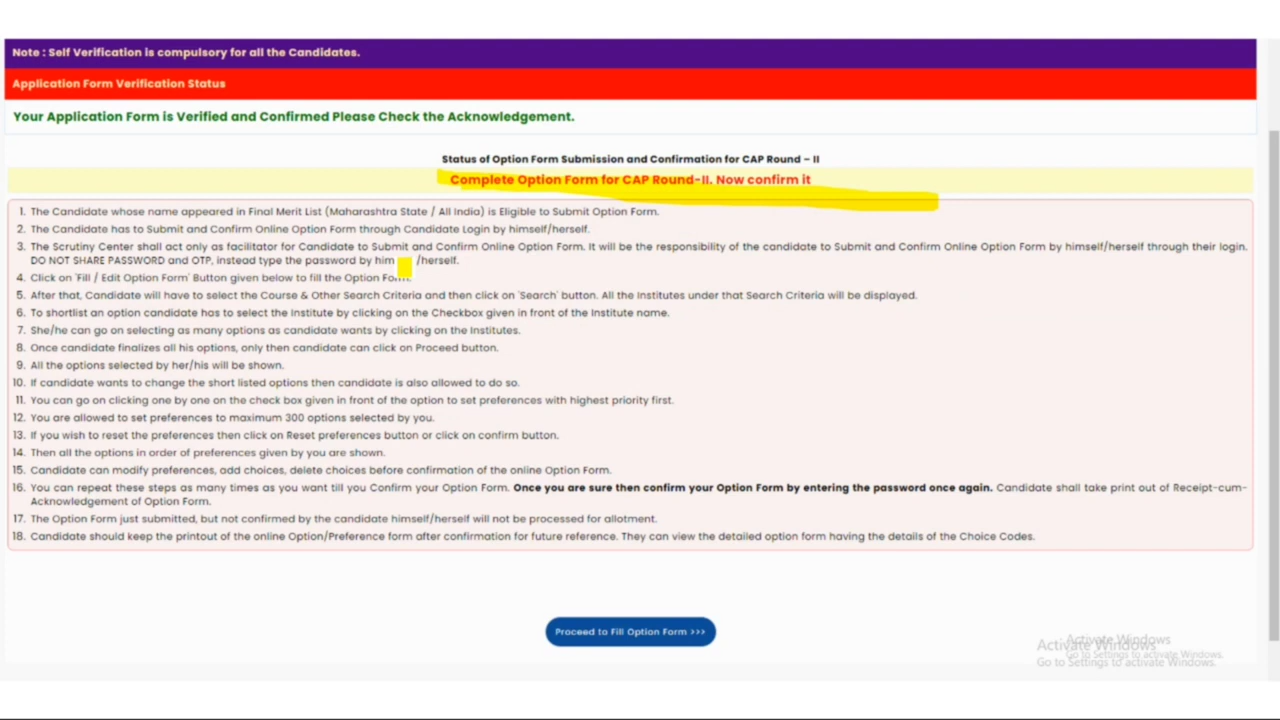 Note : Self Verification is compulsory for all the Candidates.
Application Form Verification Status
Your Application Form is Verified and Confirmed Please Check the Acknowledgement.
Status of Option Form Submission and Confirmation for CAP Round – II
Complete Option Form for CAP Round-II. Now confirm it
1. The Candidate whose name appeared in Final Merit List (Maharashtra State / All India) is Eligible to Submit Option Form.
2. The Candidate has to Submit and Confirm Online Option Form through Candidate Login by himself/herself.
3. The Scrutiny Center shall act only as facilitator for Candidate to Submit and Confirm Online Option Form. It will be the responsibility of the candidate to Submit and Confirm Online Option Form by himself/herself through their login.
DO NOT SHARE PASSWORD and OTP, instead type the password by him /herself.
4. Click on 'Fill / Edit Option Form' Button given below to fill the Option Form.
5. After that, Candidate will have to select the Course & Other Search Criteria and then click on 'Search' button. All the Institutes under that Search Criteria will be displayed.
6. To shortlist an option candidate has to select the Institute by clicking on the Checkbox given in front of the Institute name.
7. She/he can go on selecting as many options as candidate wants by clicking on the Institutes.
8. Once candidate finalizes all his options, only then candidate can click on Proceed button.
9. All the options selected by her/his will be shown.
10. If candidate wants to change the short listed options then candidate is also allowed to do so.
11. You can go on clicking one by one on the check box given in front of the option to set preferences with highest priority first.
12. You are allowed to set preferences to maximum 300 options selected by you.
13. If you wish to reset the preferences then click on Reset preferences button or click on confirm button.
14. Then all the options in order of preferences given by you are shown.
15. Candidate can modify preferences, add choices, delete choices before confirmation of the online Option Form.
16. You can repeat these steps as many times as you want till you Confirm your Option Form. Once you are sure then confirm your Option Form by entering the password once again. Candidate shall take print out of Receipt-cum-
Acknowledgement of Option Form.
17. The Option Form just submitted, but not confirmed by the candidate himself/herself will not be processed for allotment.
18. Candidate should keep the printout of the online Option/Preference form after confirmation for future reference. They can view the detailed option form having the details of the Choice Codes.
Proceed to Fill Option Form >>>
Activate Windows
Activate Windows
Go to Settings to activate Windows.
Go to Settings to activate Windows.